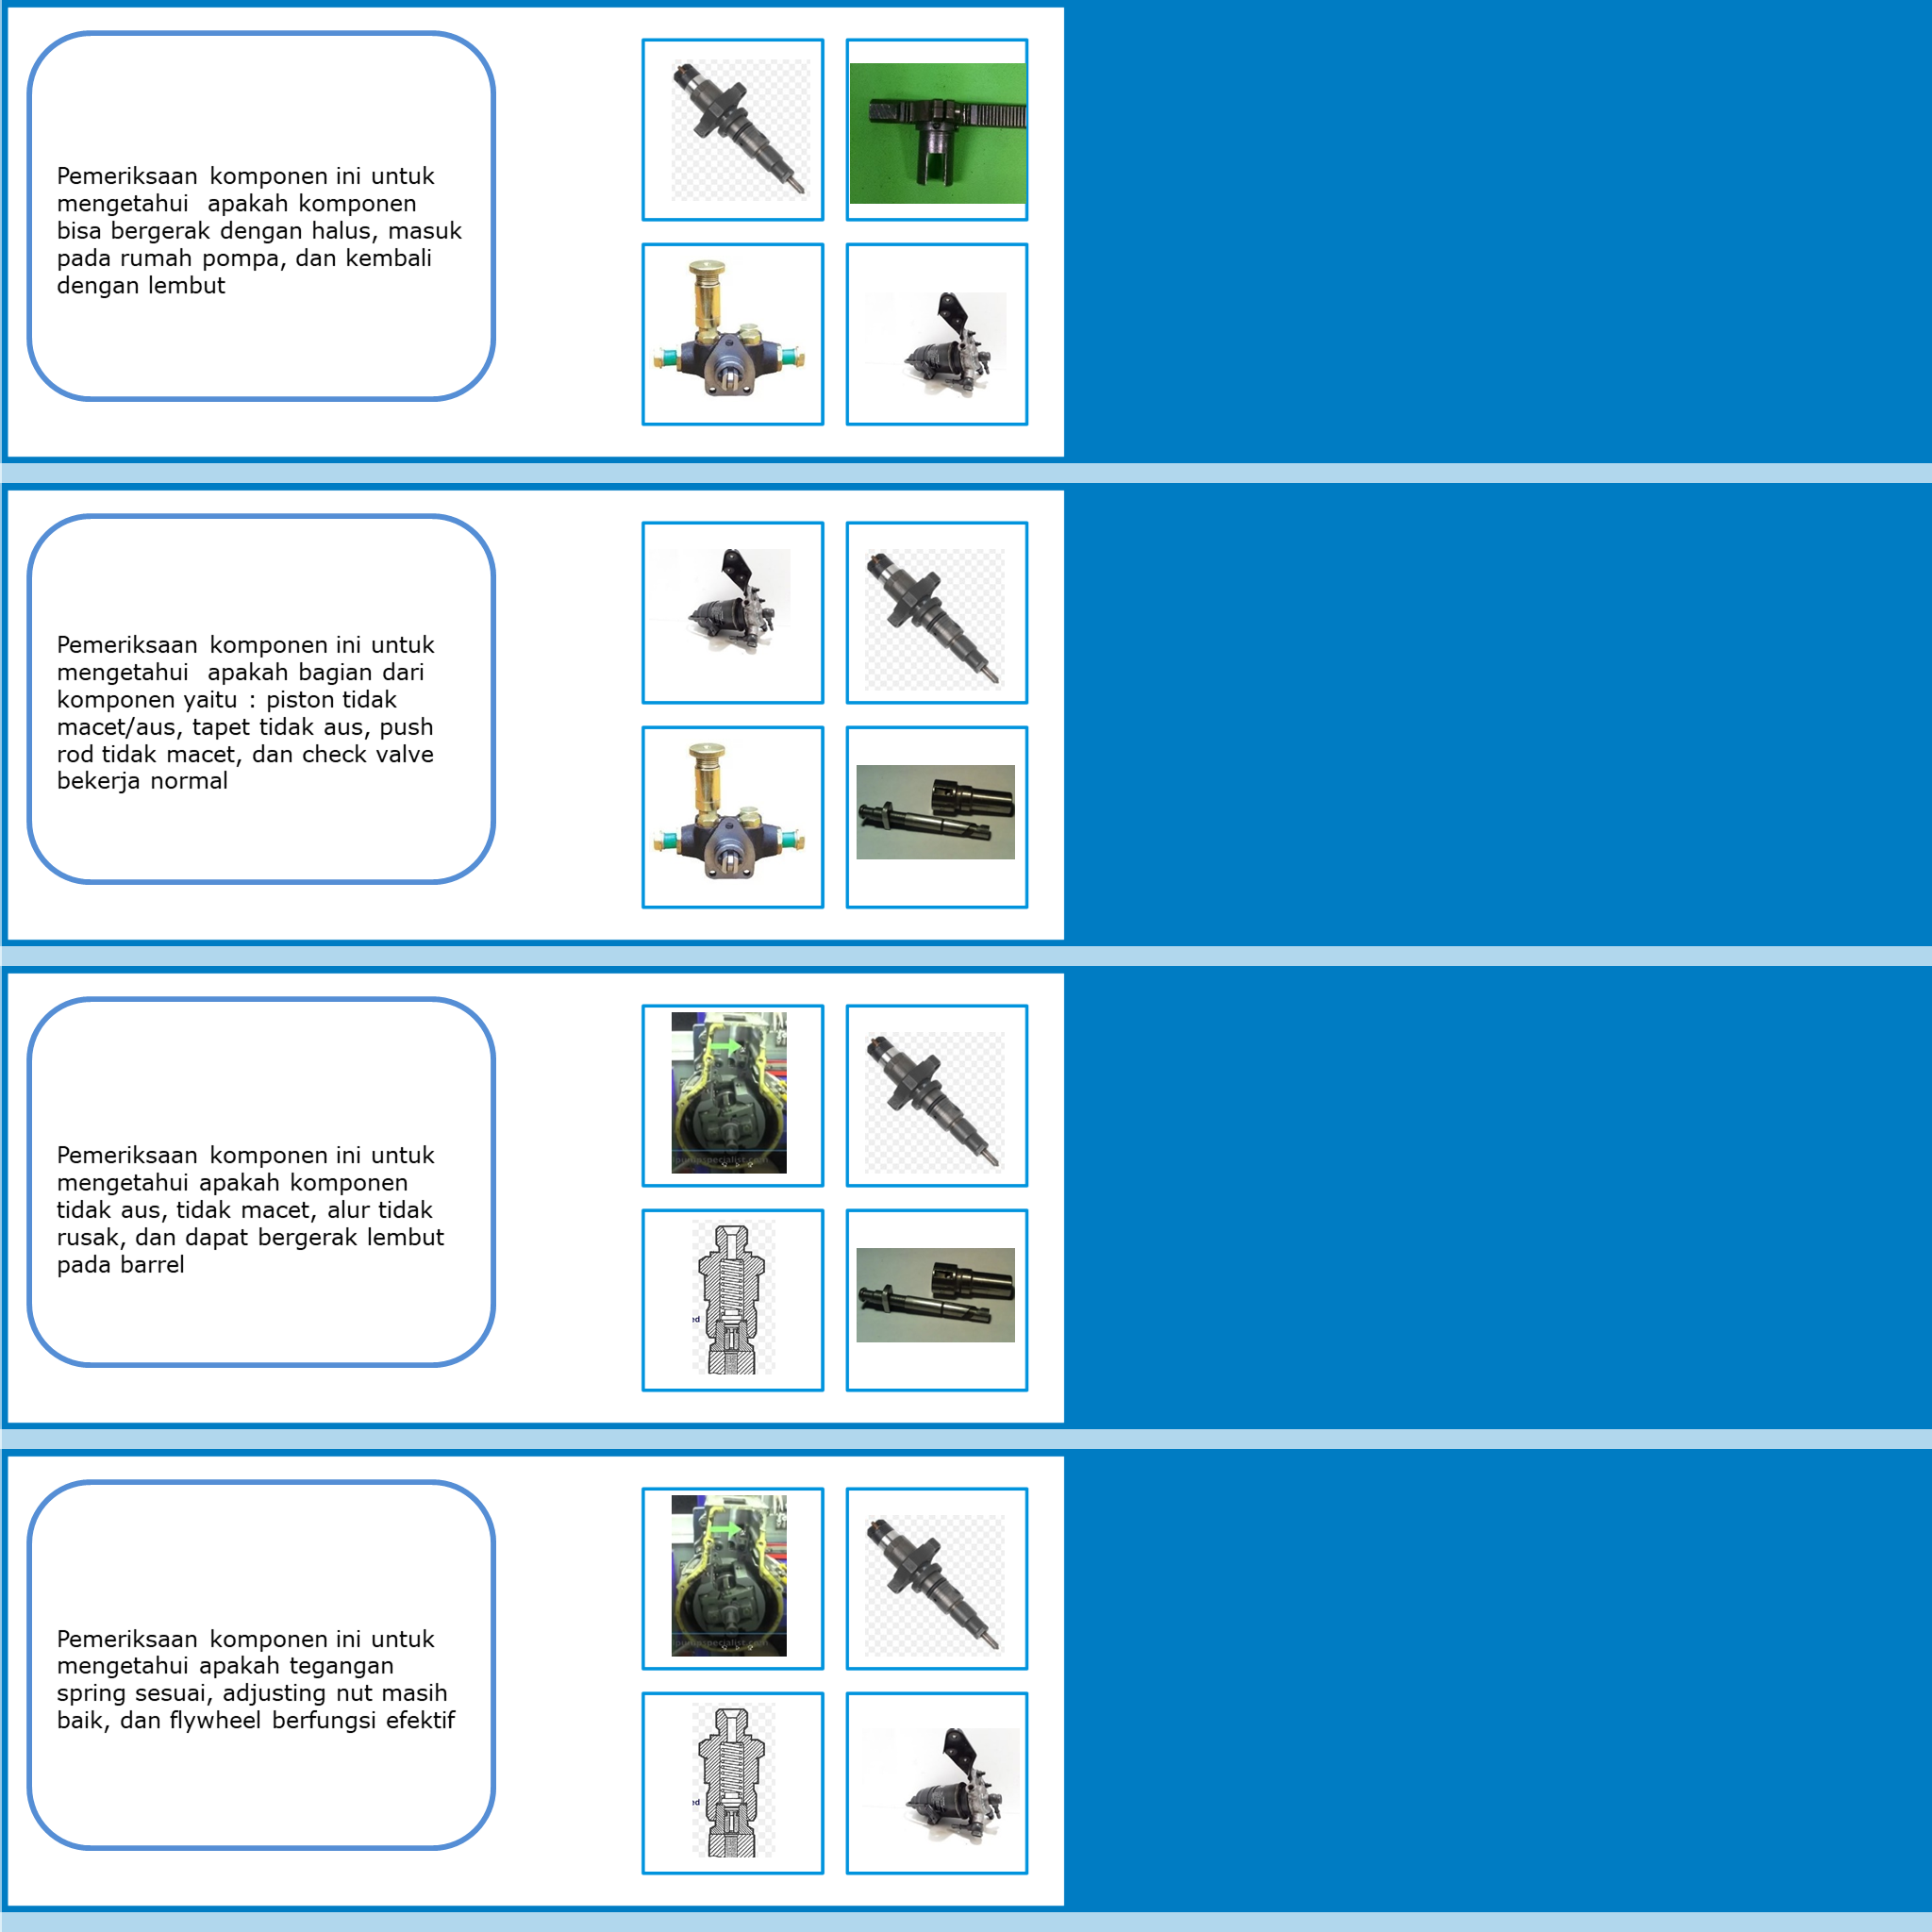 Pemeriksaan komponen ini untuk
mengetahui apakah komponen
bisa bergerak dengan halus, masuk
pada rumah pompa, dan kembali
dengan lembut
Pemeriksaan komponen ini untuk
mengetahui apakah bagian dari
komponen yaitu : piston tidak
macet/aus, tapet tidak aus, push
rod tidak macet, dan check valve
bekerja normal
Pemeriksaan komponen ini untuk
mengetahui apakah komponen
tidak aus, tidak macet, alur tidak
rusak, dan dapat bergerak lembut
pada barrel
ed
Pemeriksaan komponen ini untuk
mengetahui apakah tegangan
spring sesuai, adjusting nut masih
baik, dan flywheel berfungsi efektif
ed